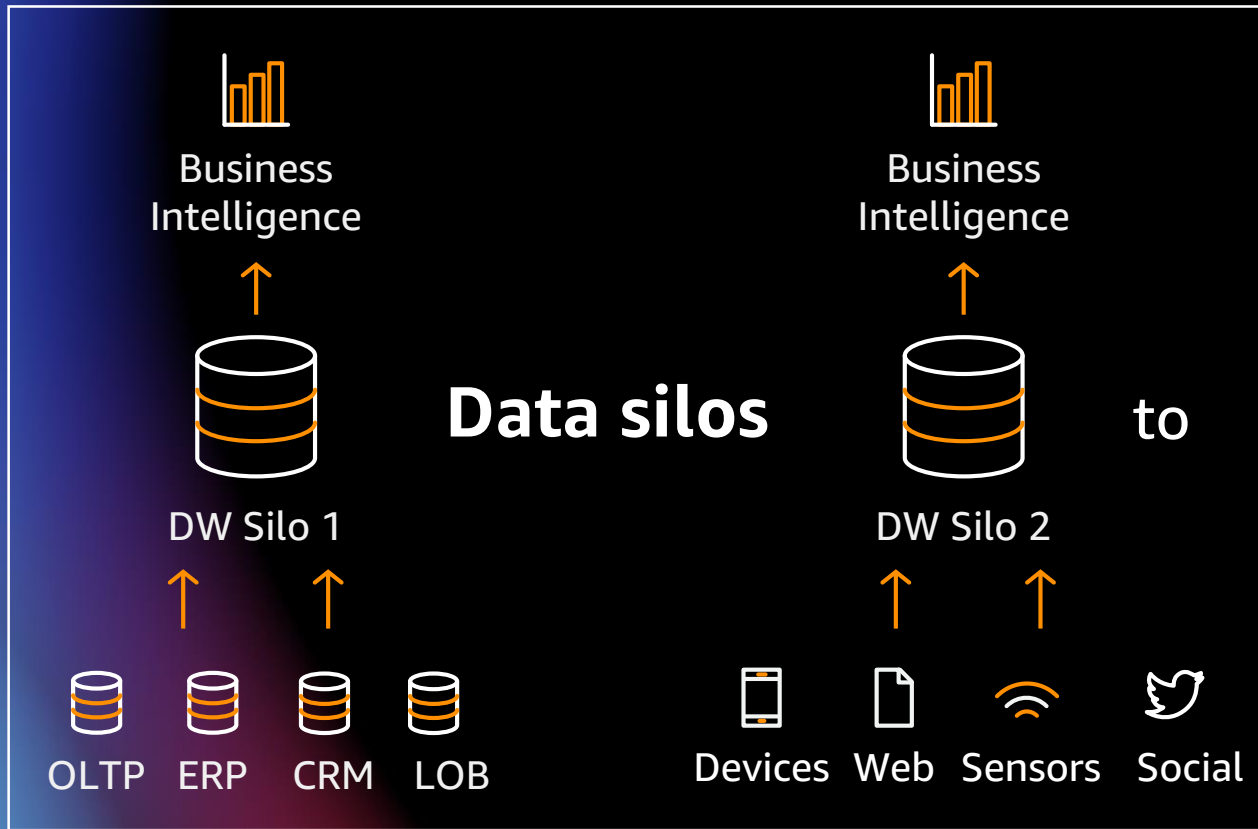 Business
Intelligence
Business
Intelligence
Data silos
to
DW Silo 1
DW Silo 2
OLTP ERP CRM LOB
Devices Web Sensors Social